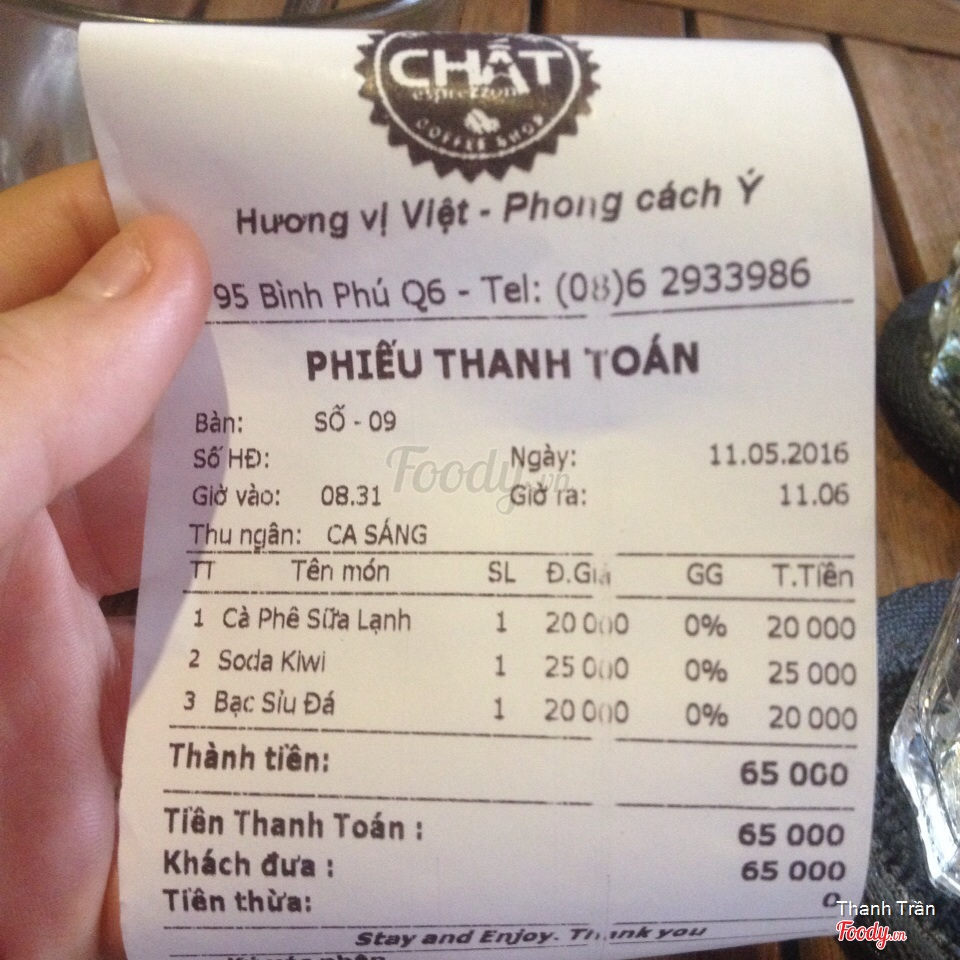 CHẤT
esprezzo
COFFEE SHOP
Hương vị Việt - Phong cách Ý
95 Bình Phú Q6 - Tel: (08)6 2933986
PHIẾU THANH TOÁN
Bàn: SỐ - 09
Số HĐ: Ngày: 11.05.2016
Giờ vào: 08.31 Giờ ra: 11.06
Thu ngân: CA SÁNG
TT Tên món SL Đ.Giá GG T.Tiền
1 Cà Phê Sữa Lạnh 1 20 000 0% 20 000
2 Soda Kiwi 1 25 000 0% 25 000
3 Bạc Sỉu Đá 1 20 000 0% 20 000
Thành tiền: 65 000
Tiền Thanh Toán : 65 000
Khách đưa : 65 000
Tiền thừa: 0
Stay and Enjoy. Thank you
Foody.vn
Thanh Trần
Foody.vn